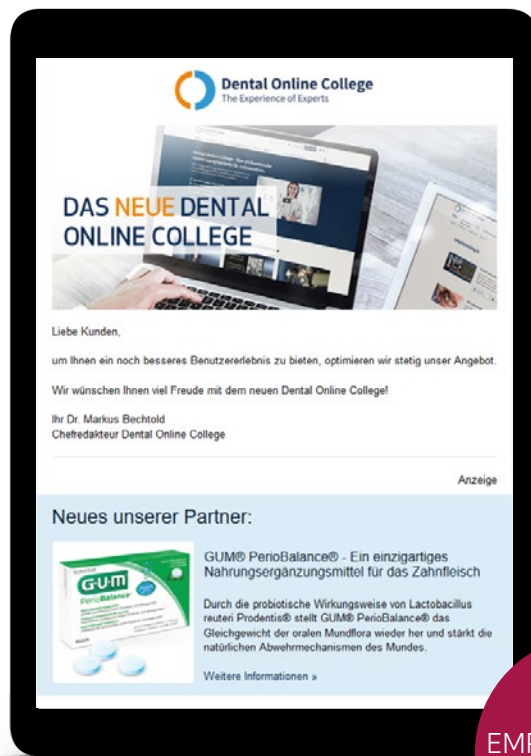 Dental Online College
The Experience of Experts
DAS NEUE DENTAL
ONLINE COLLEGE
Liebe Kunden,
um Ihnen ein noch besseres Benutzererlebnis zu bieten, optimieren wir stetig unser Angebot.
Wir wünschen Ihnen viel Freude mit dem neuen Dental Online College!
Ihr Dr. Markus Bechtold
Chefredakteur Dental Online College
Anzeige
Neues unserer Partner:
G·U·M
PerioBalance
GUM® PerioBalance® - Ein einzigartiges
Nahrungsergänzungsmittel für das Zahnfleisch
Durch die probiotische Wirkungsweise von Lactobacillus
reuteri Prodentis® stellt GUM® PerioBalance® das
Gleichgewicht der oralen Mundflora wieder her und stärkt die
natürlichen Abwehrmechanismen des Mundes.
Weitere Informationen »